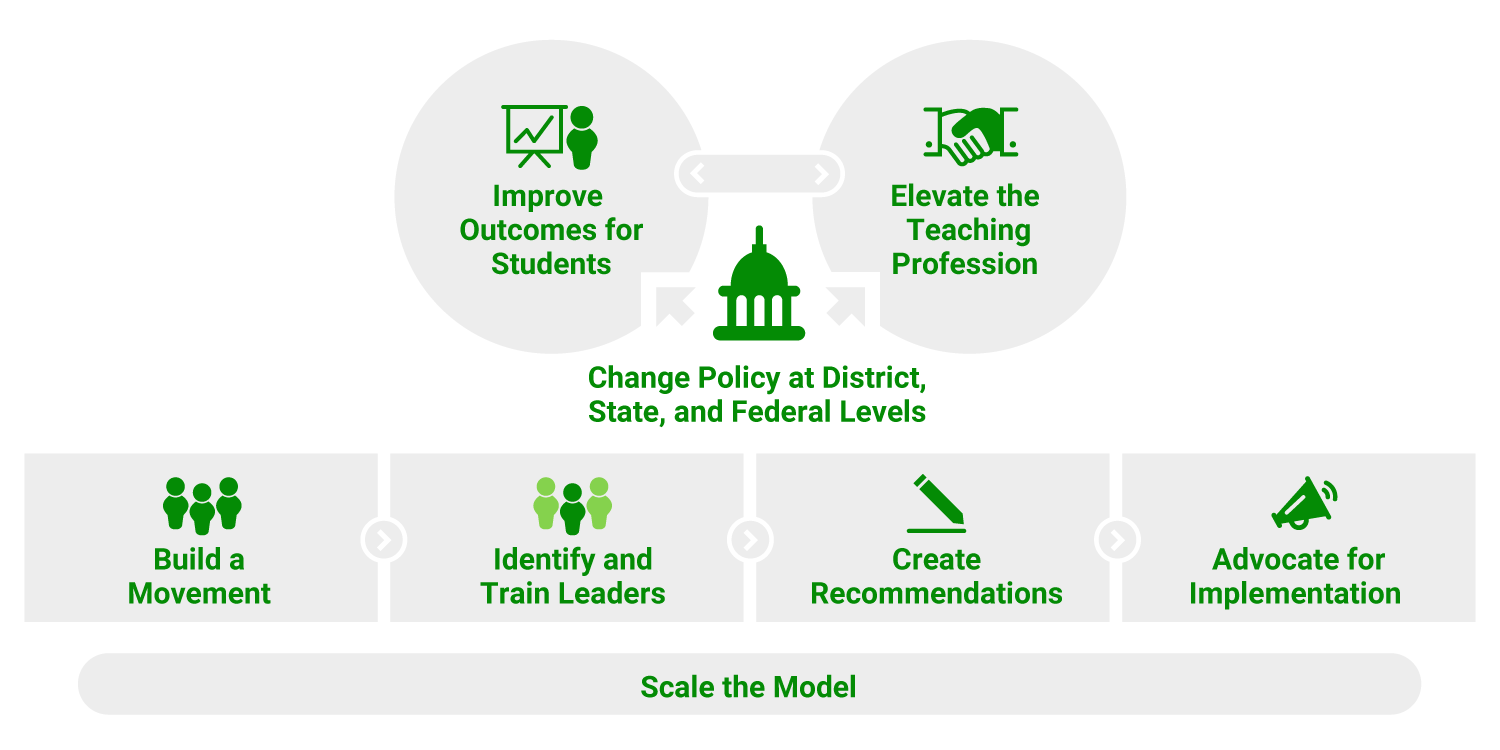 Improve
Outcomes for
Students
Elevate the
Teaching
Profession
Change Policy at District,
State, and Federal Levels
Build a
Movement
Identify and
Train Leaders
Create
Recommendations
Advocate for
Implementation
Scale the Model